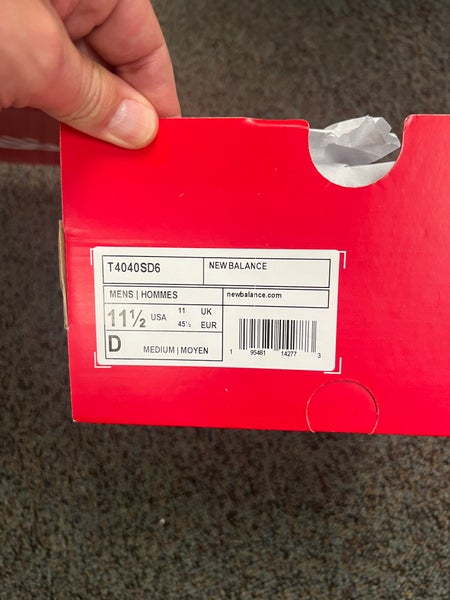 T4040SD6
NEW BALANCE
MENS | HOMMES
newbalance.com
11½ USA 11 UK
45½ EUR
D MEDIUM | MOYEN
1 95481 14277 3